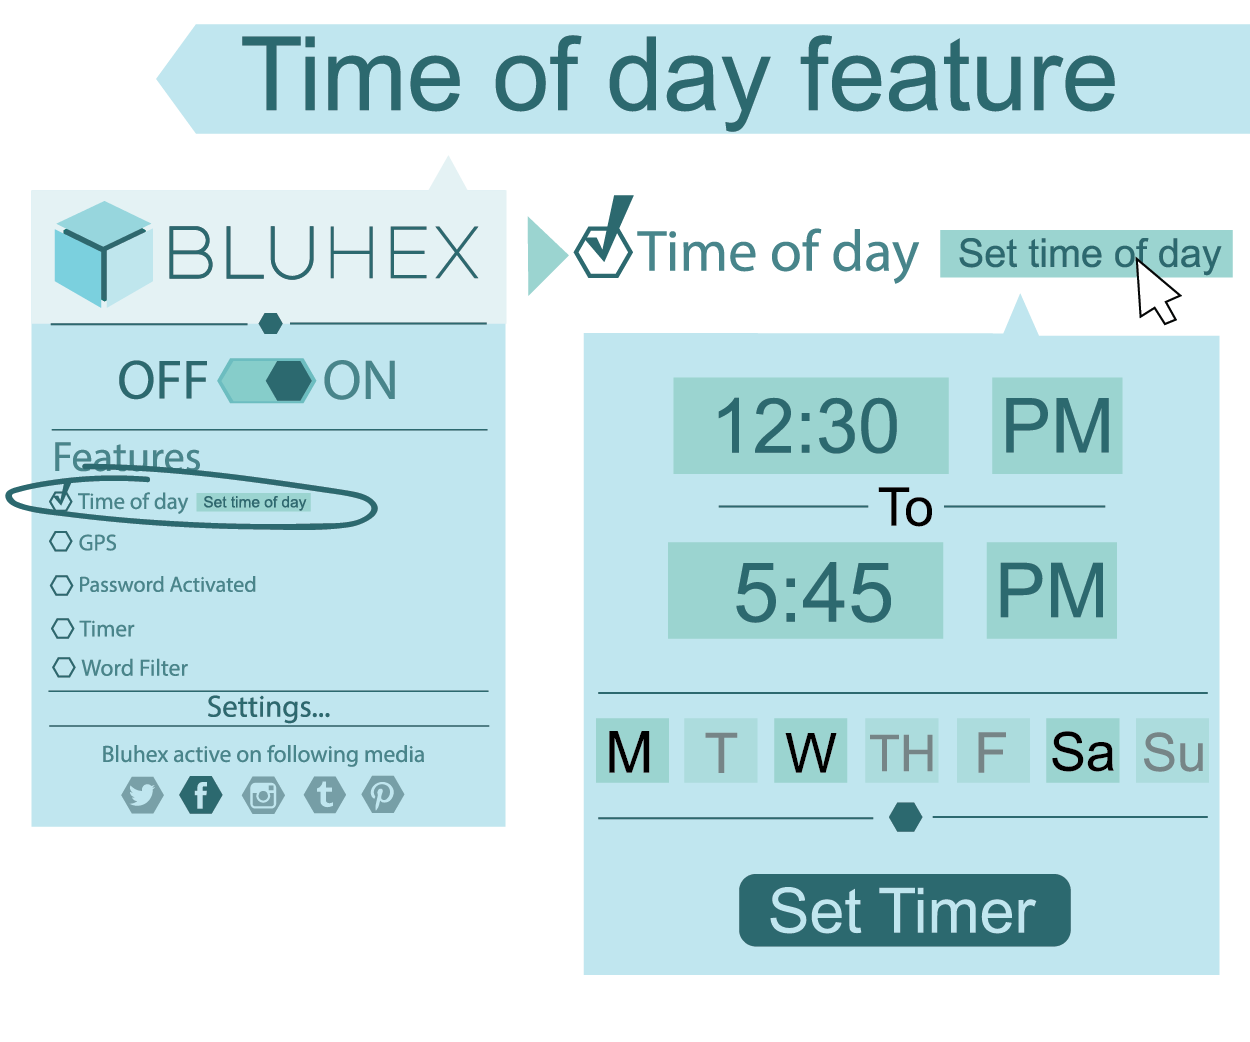 Time of day feature
BLUHEX
OFF ON
Features
Time of day Set time of day
GPS
Password Activated
Timer
Word Filter
Settings...
Bluhex active on following media
Time of day Set time of day
12:30 PM
To
5:45 PM
M T W TH F Sa Su
Set Timer